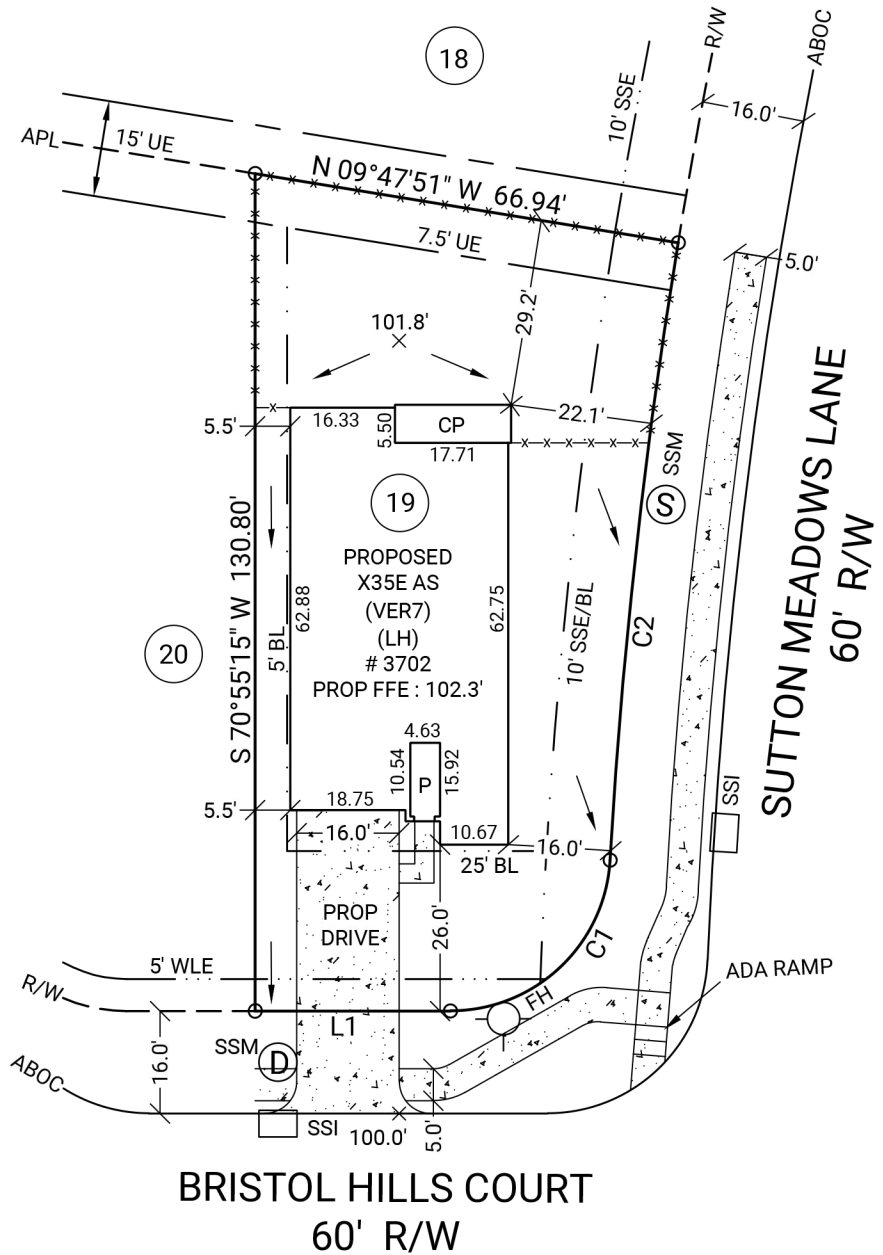 18
R/W
ABOC
10' SSE
16.0'
APL
15' UE
N 09°47'51" W 66.94'
7.5' UE
5.0'
29.2'
101.8'
22.1'
16.33
5.50
CP
17.71
5.5'
SSM
S
19
PROPOSED
X35E AS
(VER7)
(LH)
# 3702
PROP FFE : 102.3'
62.88
62.75
S 70°55'15" W 130.80'
5' BL
10' SSE/BL
C2
SUTTON MEADOWS LANE
60' R/W
20
4.63
10.54
P
15.92
SSI
5.5'
18.75
16.0'
10.67
16.0'
25' BL
PROP
DRIVE
26.0'
C1
5' WLE
R/W
FH
ADA RAMP
L1
SSM
D
16.0'
ABOC
SSI
100.0'
5.0'
BRISTOL HILLS COURT
60' R/W